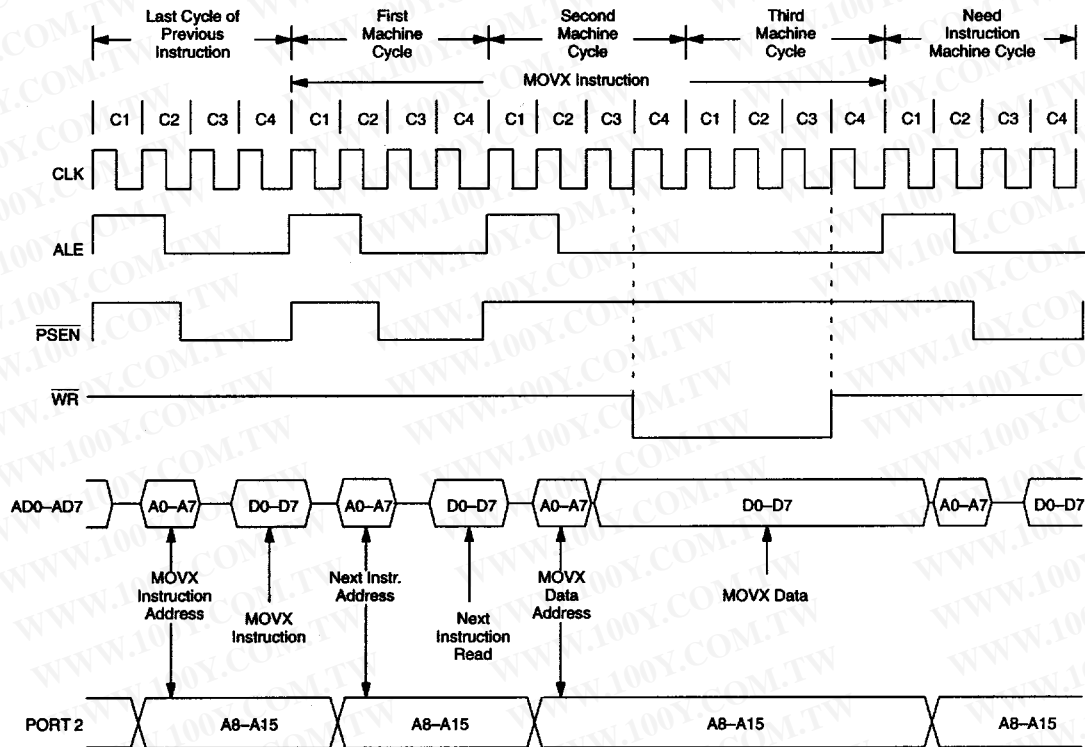 Last Cycle of
Previous
Instruction
First
Machine
Cycle
Second
Machine
Cycle
Third
Machine
Cycle
Need
Instruction
Machine Cycle
MOVX Instruction
C1 C2 C3 C4 C1 C2 C3 C4 C1 C2 C3 C4 C1 C2 C3 C4 C1 C2 C3 C4
CLK
ALE
PSEN
WR
AD0–AD7
A0–A7
D0–D7
A0–A7
D0–D7
A0–A7
D0–D7
A0–A7
D0–D7
MOVX
Instruction
Address
MOVX
Instruction
Next Instr.
Address
Next
Instruction
Read
MOVX
Data
Address
MOVX Data
PORT 2
A8–A15
A8–A15
A8–A15
A8–A15
WWW.100Y.COM.TW